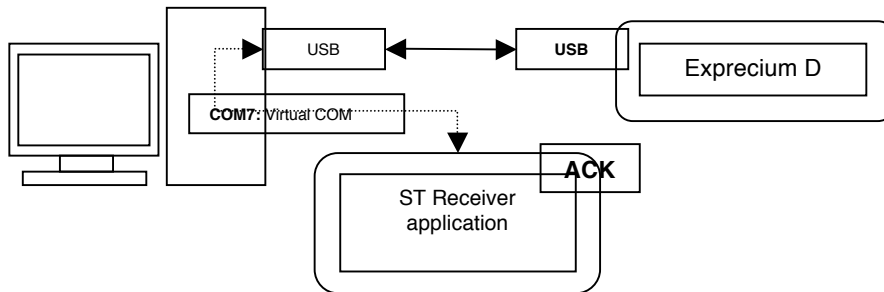 USB
USB
Exprecium D
COM7: Virtual COM
ACK
ST Receiver
application